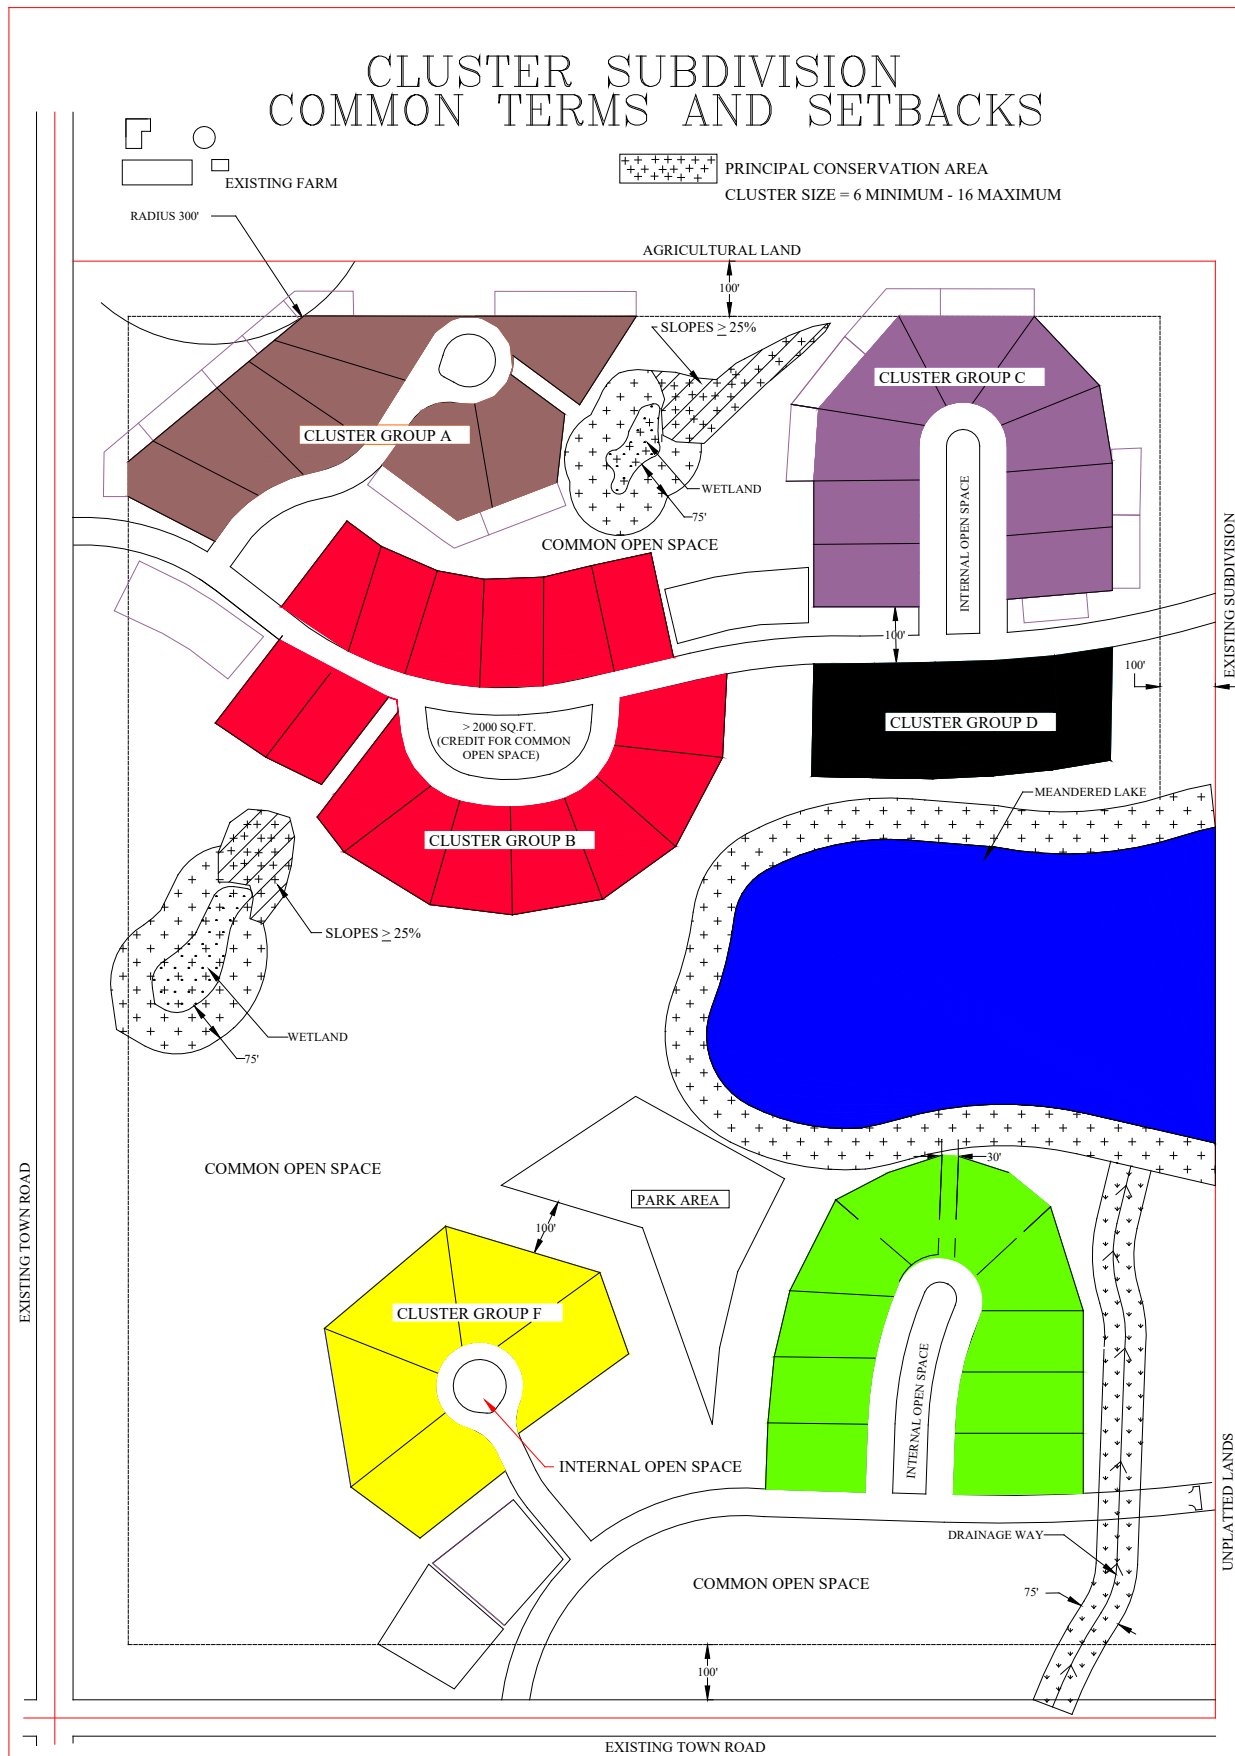 CLUSTER SUBDIVISION
COMMON TERMS AND SETBACKS
EXISTING FARM
PRINCIPAL CONSERVATION AREA
CLUSTER SIZE = 6 MINIMUM - 16 MAXIMUM
RADIUS 300'
AGRICULTURAL LAND
100'
SLOPES ≥ 25%
CLUSTER GROUP C
CLUSTER GROUP A
WETLAND
75'
COMMON OPEN SPACE
INTERNAL OPEN SPACE
EXISTING SUBDIVISION
100'
100'
CLUSTER GROUP D
> 2000 SQ.FT.
(CREDIT FOR COMMON
OPEN SPACE)
MEANDERED LAKE
CLUSTER GROUP B
SLOPES ≥ 25%
WETLAND
75'
COMMON OPEN SPACE
30'
PARK AREA
100'
EXISTING TOWN ROAD
CLUSTER GROUP F
INTERNAL OPEN SPACE
INTERNAL OPEN SPACE
UNPLATTED LANDS
DRAINAGE WAY
COMMON OPEN SPACE
75'
100'
EXISTING TOWN ROAD